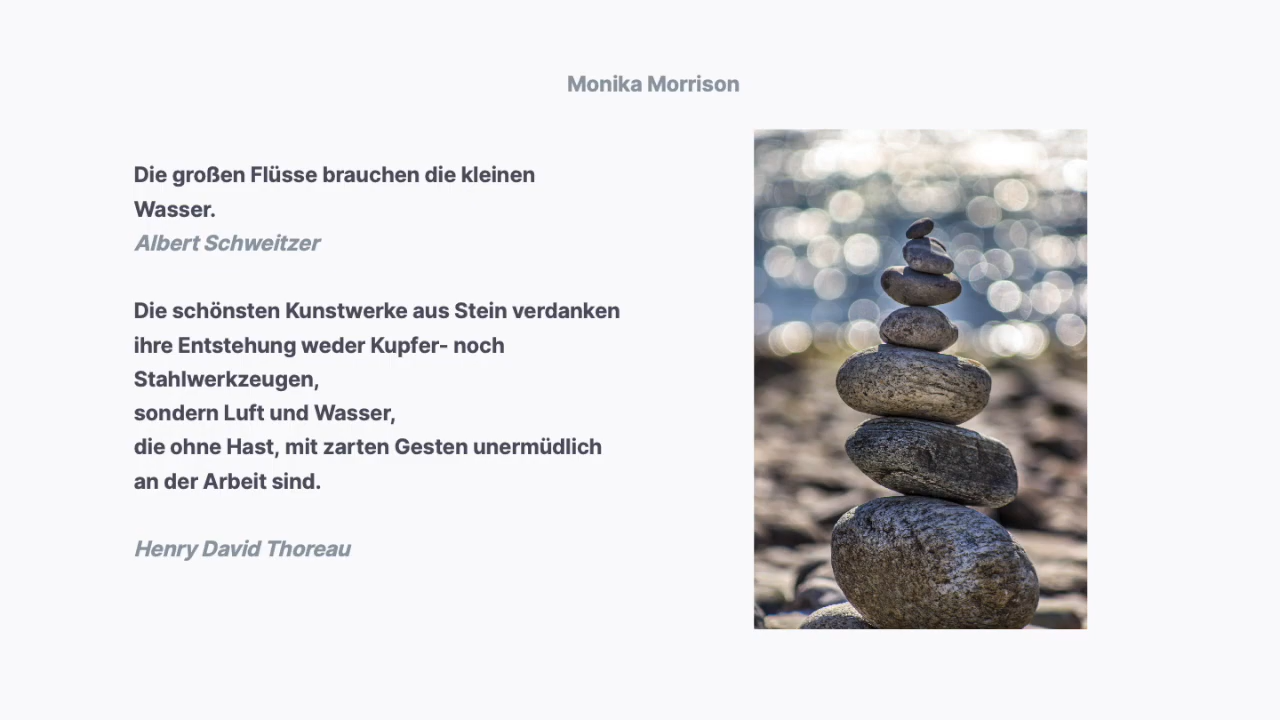 Monika Morrison
Die großen Flüsse brauchen die kleinen
Wasser.
Albert Schweitzer
Die schönsten Kunstwerke aus Stein verdanken
ihre Entstehung weder Kupfer- noch
Stahlwerkzeugen,
sondern Luft und Wasser,
die ohne Hast, mit zarten Gesten unermüdlich
an der Arbeit sind.
Henry David Thoreau